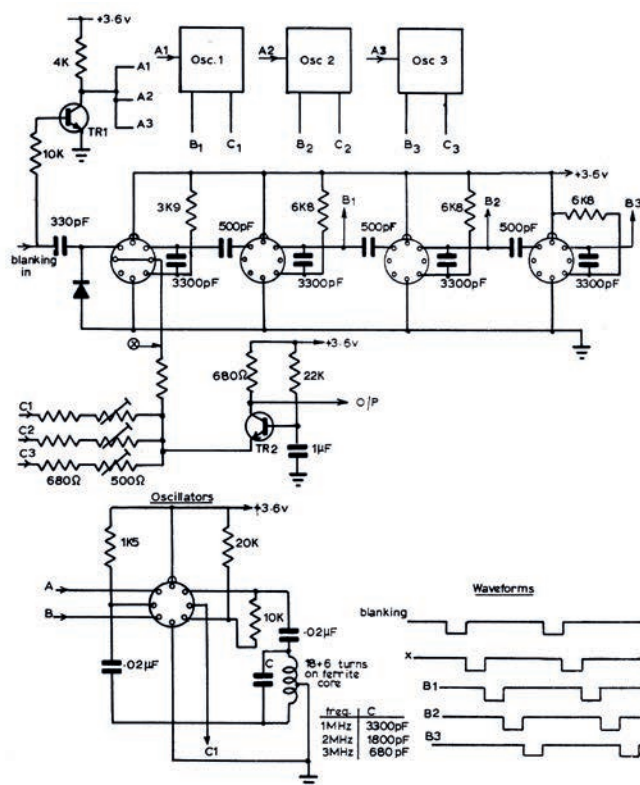 +3·6v
4K
A1
A2
A3
TR1
10K
A1
Osc.1
B1
C1
A2
Osc 2
B2
C2
A3
Osc 3
B3
C3
+3·6v
330pF
blanking
in
3K9
500pF
3300pF
6K8
B1
500pF
3300pF
6K8
B2
500pF
3300pF
6K8
B3
3300pF
X
+3·6v
680Ω
22K
O/P
TR2
1µF
C1
C2
C3
680Ω
500Ω
Oscillators
+3·6v
1K5
20K
A
B
10K
·02µF
·02µF
C
18+6 turns
on ferrite
core
C1
freq. C
1MHz 3300pF
2MHz 1800pF
3MHz 680pF
Waveforms
blanking
x
B1
B2
B3